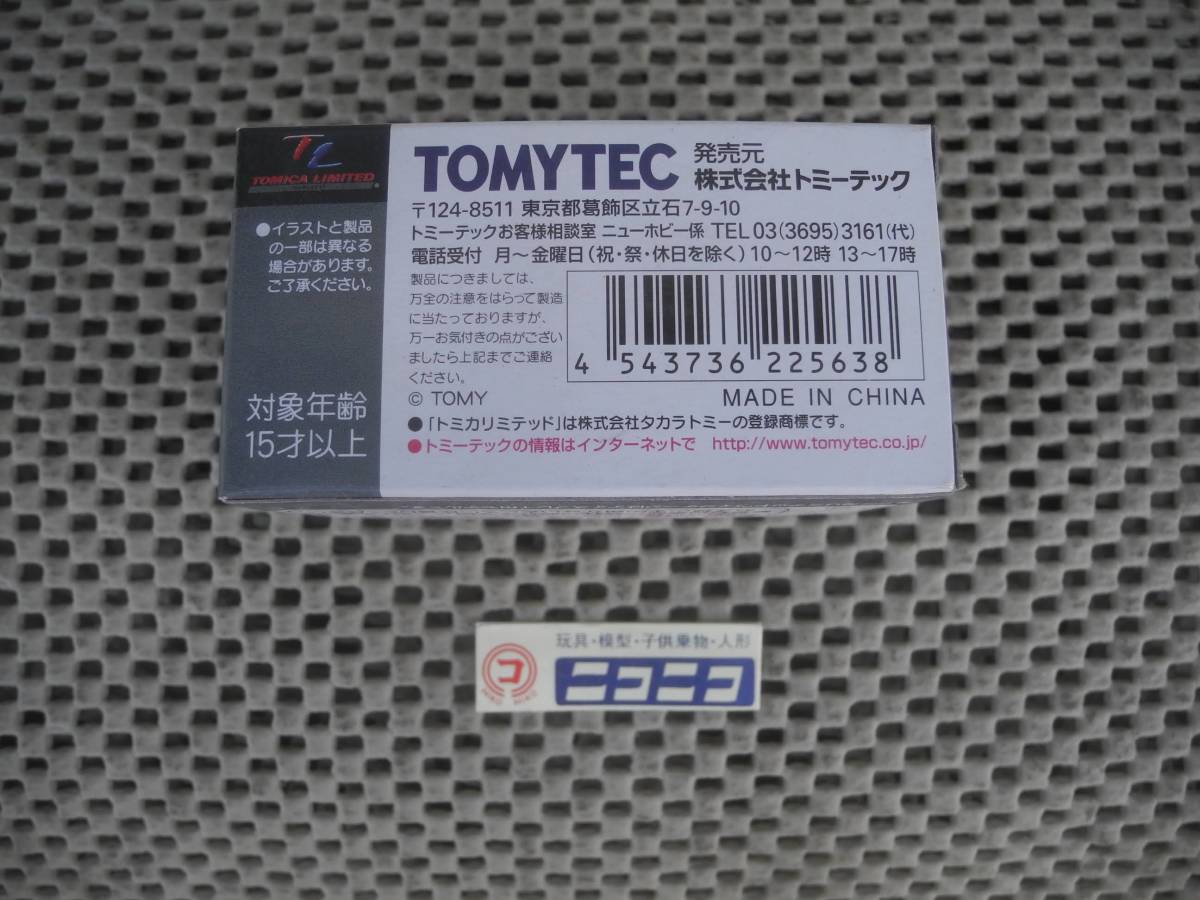 TL
TOMICA LIMITED
●イラストと製品
の一部は異なる
場合があります。
ご了承ください。
対象年齢
15才以上
TOMYTEC
発売元
株式会社トミーテック
〒124-8511 東京都葛飾区立石7-9-10
トミーテックお客様相談室 ニューホビー係 TEL 03(3695)3161(代)
電話受付 月～金曜日(祝・祭・休日を除く)10～12時 13～17時
製品につきましては、
万全の注意をはらって製造
に当たっておりますが、
万一お気付きの点がござい
ましたら上記までご連絡
ください。
4 543736 225638
© TOMY MADE IN CHINA
●「トミカリミテッド」は株式会社タカラトミーの登録商標です。
●トミーテックの情報はインターネットで http://www.tomytec.co.jp/
玩具・模型・子供乗物・人形
コ
NIKO NIKO
ニコニコ